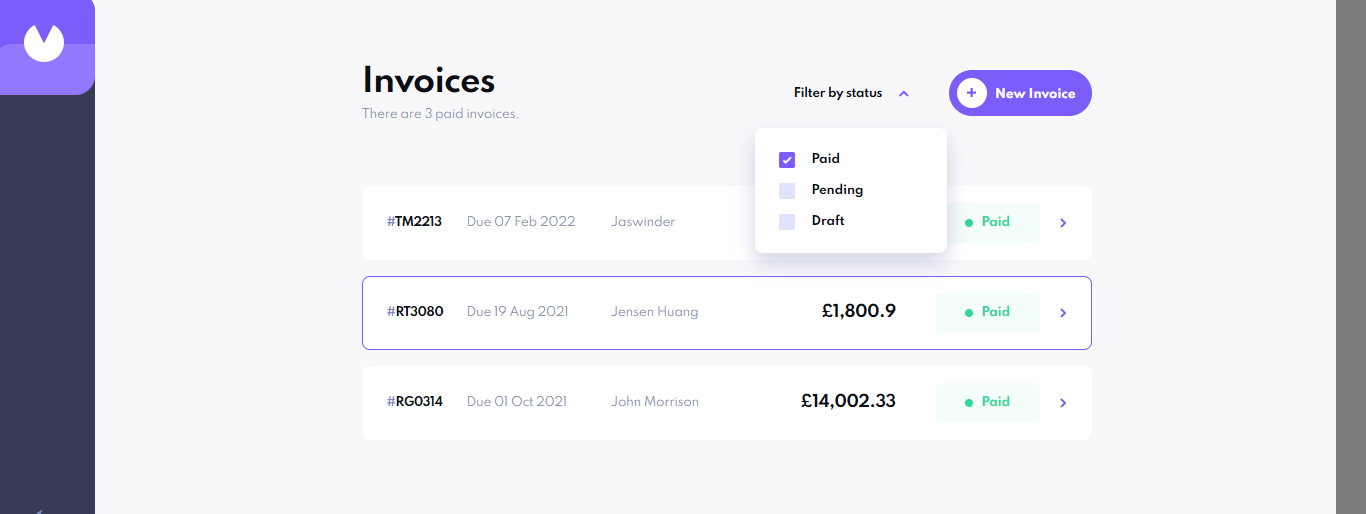 Invoices
There are 3 paid invoices.
Filter by status
+ New Invoice
Paid
Pending
Draft
#TM2213 Due 07 Feb 2022 Jaswinder Paid
#RT3080 Due 19 Aug 2021 Jensen Huang £1,800.9 Paid
#RG0314 Due 01 Oct 2021 John Morrison £14,002.33 Paid